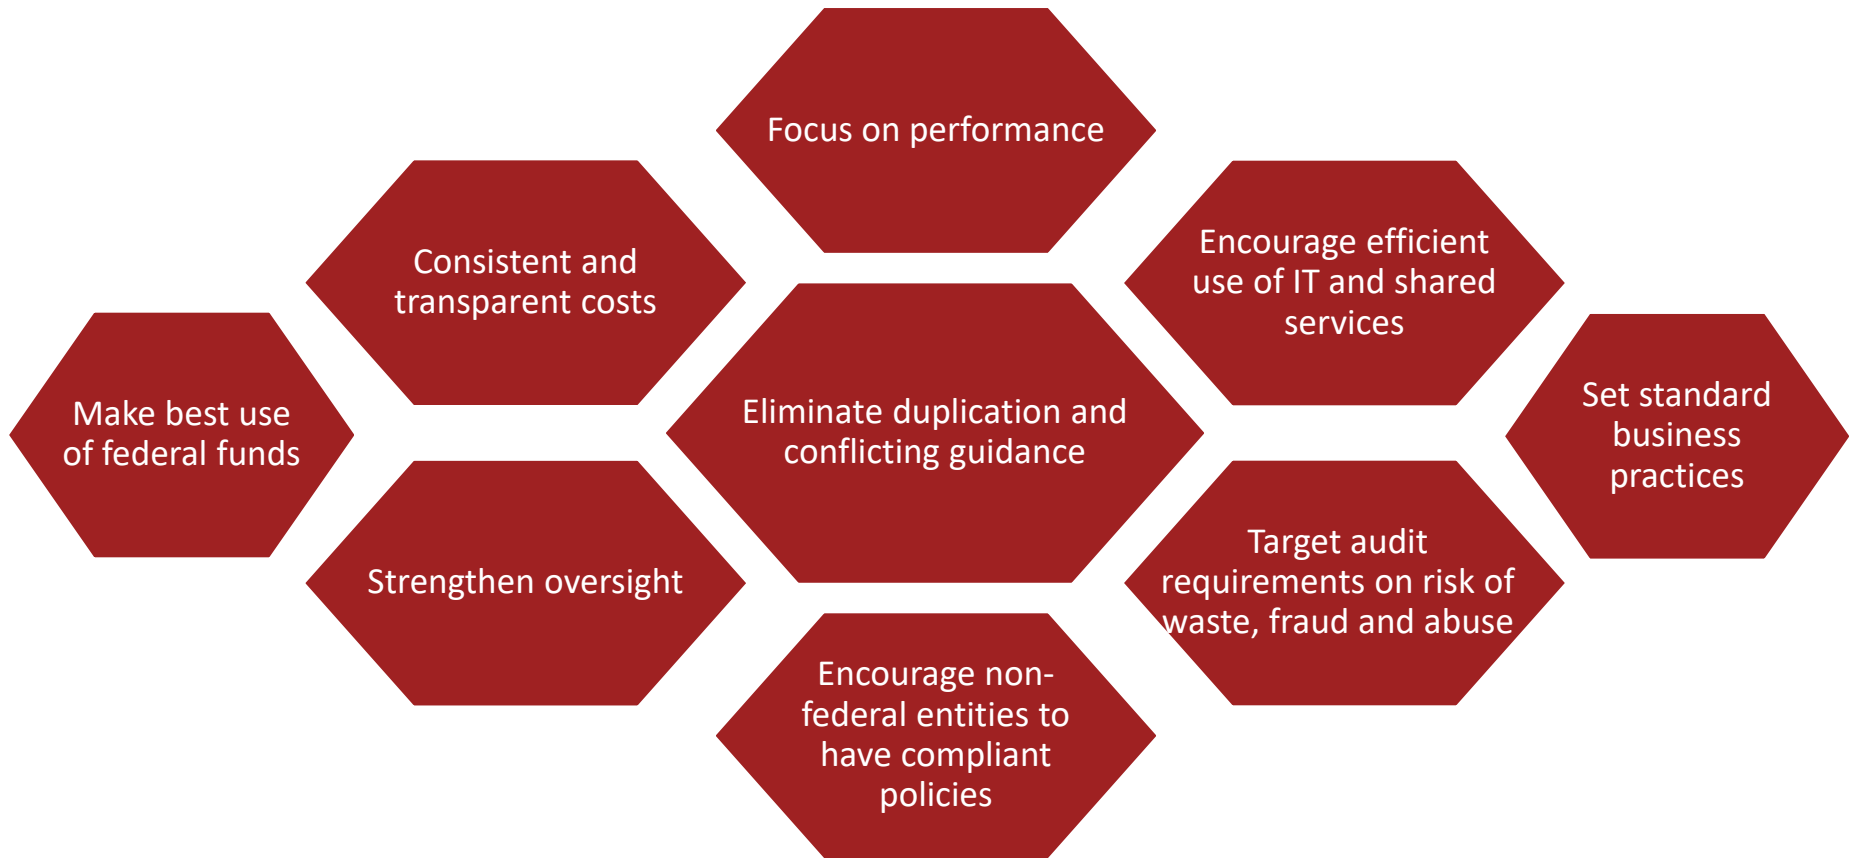 Focus on performance
Consistent and
transparent costs
Encourage efficient
use of IT and shared
services
Make best use
of federal funds
Eliminate duplication and
conflicting guidance
Set standard
business
practices
Strengthen oversight
Target audit
requirements on risk of
waste, fraud and abuse
Encourage non-
federal entities to
have compliant
policies